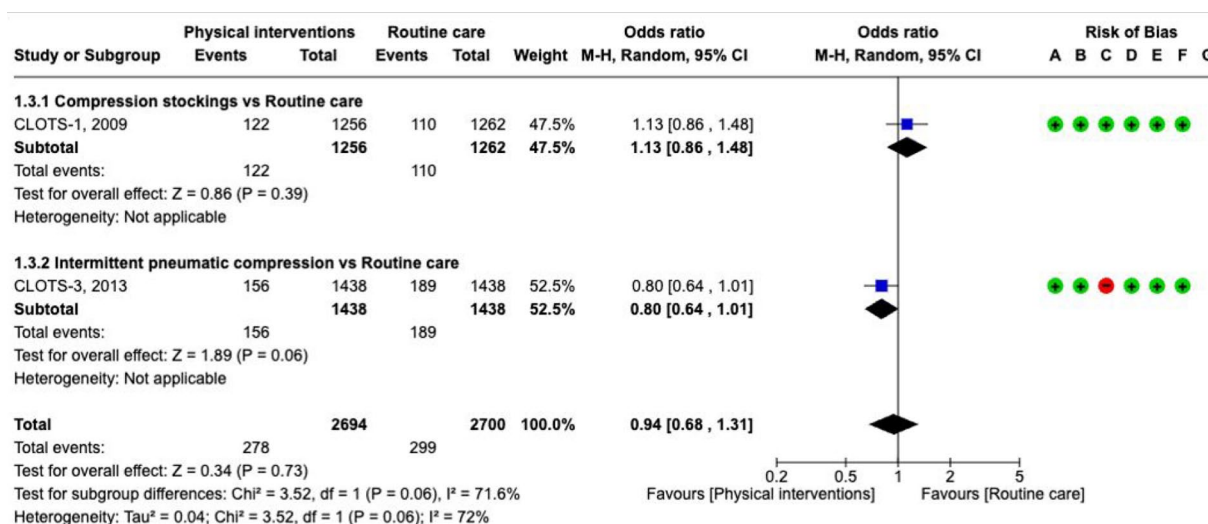 Physical interventions Routine care Odds ratio Odds ratio Risk of Bias
Study or Subgroup Events Total Events Total Weight M-H, Random, 95% CI M-H, Random, 95% CI A B C D E F G
1.3.1 Compression stockings vs Routine care
CLOTS-1, 2009 122 1256 110 1262 47.5% 1.13 [0.86 , 1.48] + + + + + +
Subtotal 1256 1262 47.5% 1.13 [0.86 , 1.48]
Total events: 122 110
Test for overall effect: Z = 0.86 (P = 0.39)
Heterogeneity: Not applicable
1.3.2 Intermittent pneumatic compression vs Routine care
CLOTS-3, 2013 156 1438 189 1438 52.5% 0.80 [0.64 , 1.01] + + - + + +
Subtotal 1438 1438 52.5% 0.80 [0.64 , 1.01]
Total events: 156 189
Test for overall effect: Z = 1.89 (P = 0.06)
Heterogeneity: Not applicable
Total 2694 2700 100.0% 0.94 [0.68 , 1.31]
Total events: 278 299
Test for overall effect: Z = 0.34 (P = 0.73)
0.2 0.5 1 2 5
Test for subgroup differences: Chi² = 3.52, df = 1 (P = 0.06), I² = 71.6%
Favours [Physical interventions] Favours [Routine care]
Heterogeneity: Tau² = 0.04; Chi² = 3.52, df = 1 (P = 0.06); I² = 72%